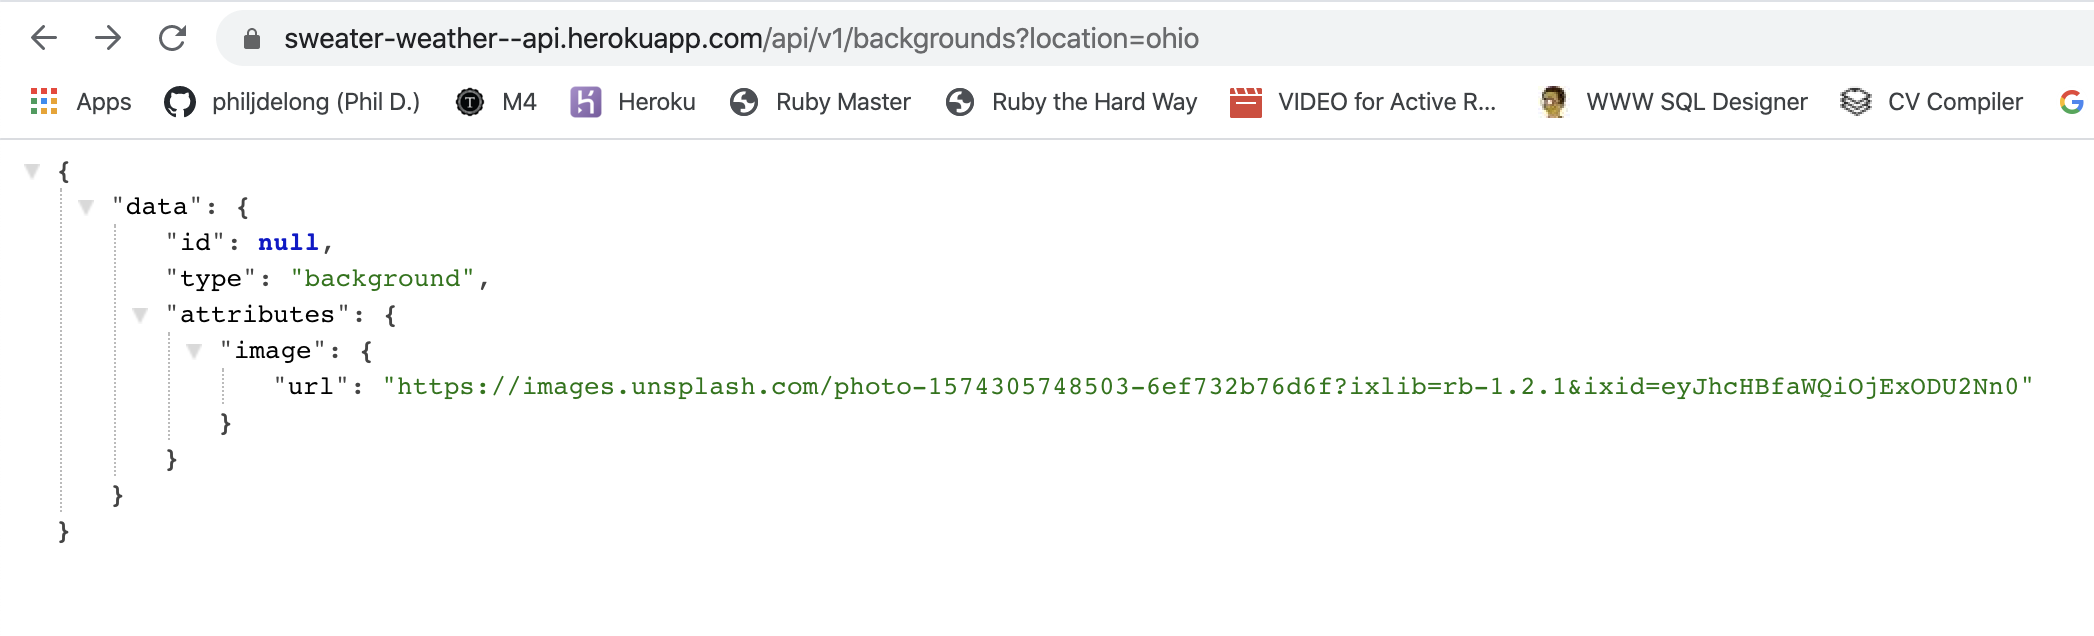 sweater-weather--api.herokuapp.com/api/v1/backgrounds?location=ohio
Apps philjdelong (Phil D.) T M4 Heroku Ruby Master Ruby the Hard Way VIDEO for Active R... WWW SQL Designer CV Compiler G
{
"data": {
"id": null,
"type": "background",
"attributes": {
"image": {
"url": "https://images.unsplash.com/photo-1574305748503-6ef732b76d6f?ixlib=rb-1.2.1&ixid=eyJhcHBfaWQiOjExODU2Nn0"
}
}
}
}